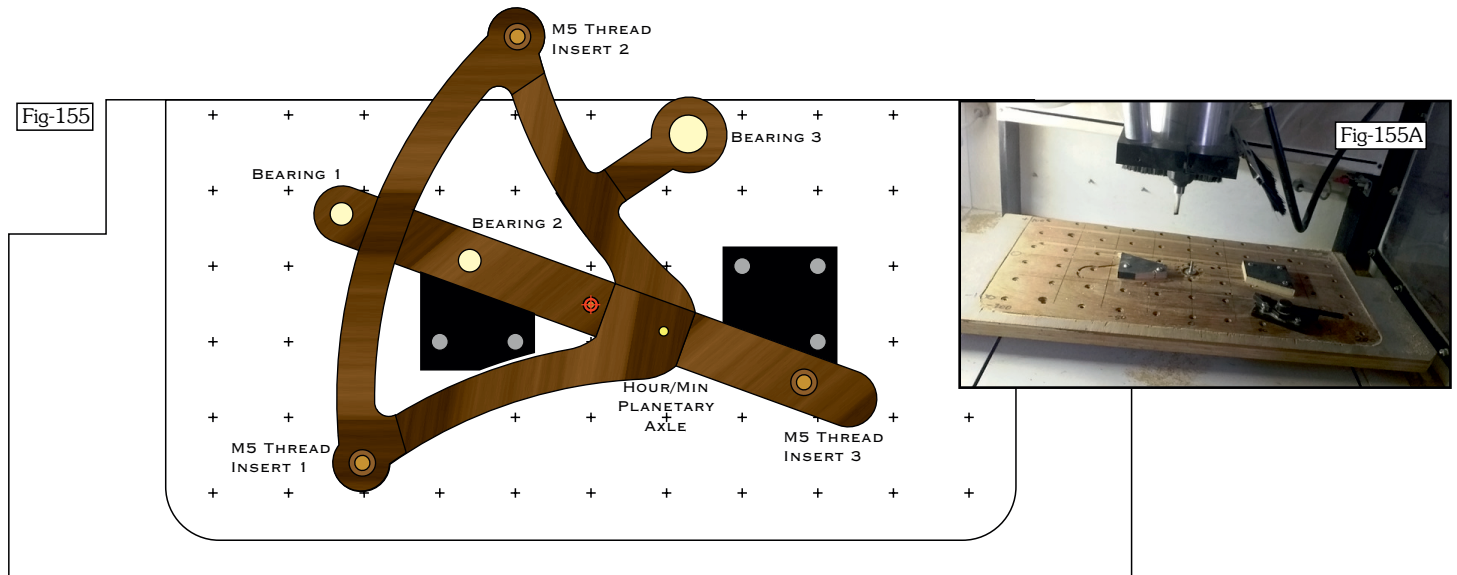 Fig-155
M5 Thread
Insert 2
Fig-155A
Bearing 3
Bearing 1
Bearing 2
Hour/Min
Planetary
Axle
M5 Thread
Insert 3
M5 Thread
Insert 1